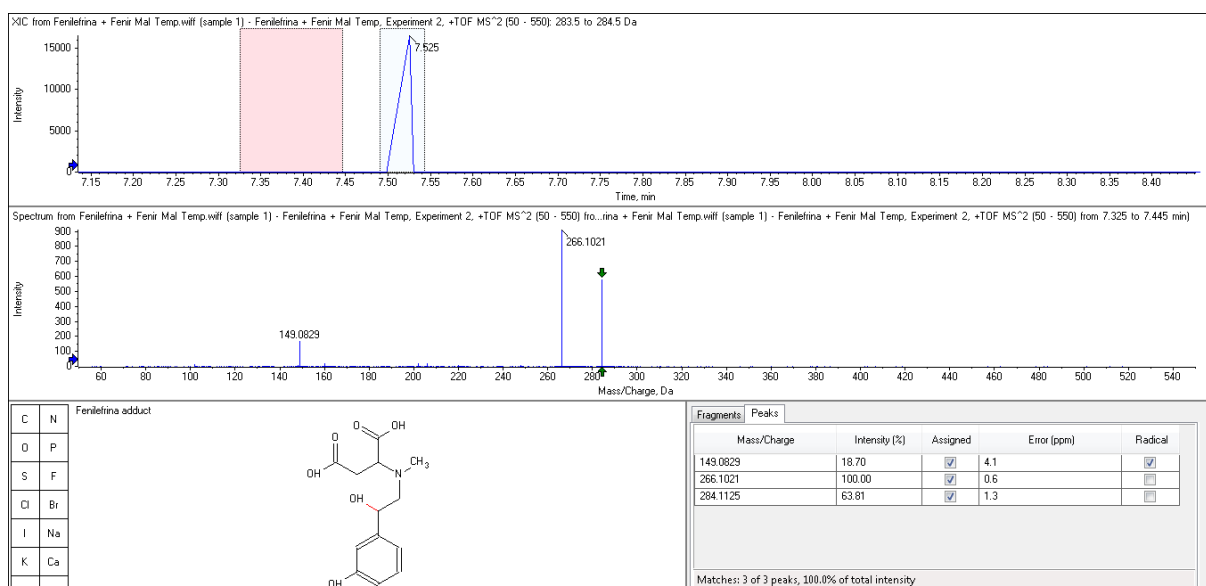 XIC from Fenilefrina + Fenir Mal Temp.wiff (sample 1) - Fenilefrina + Fenir Mal Temp, Experiment 2, +TOF MS^2 (50 - 550): 283.5 to 284.5 Da
15000
10000
5000
0
Intensity
7.525
7.15 7.20 7.25 7.30 7.35 7.40 7.45 7.50 7.55 7.60 7.65 7.70 7.75 7.80 7.85 7.90 7.95 8.00 8.05 8.10 8.15 8.20 8.25 8.30 8.35 8.40
Time, min
Spectrum from Fenilefrina + Fenir Mal Temp.wiff (sample 1) - Fenilefrina + Fenir Mal Temp, Experiment 2, +TOF MS^2 (50 - 550) fro...rina + Fenir Mal Temp.wiff (sample 1) - Fenilefrina + Fenir Mal Temp, Experiment 2, +TOF MS^2 (50 - 550) from 7.325 to 7.445 min)
900
800
700
600
500
400
300
200
100
0
Intensity
266.1021
149.0829
60 80 100 120 140 160 180 200 220 240 260 280 300 320 340 360 380 400 420 440 460 480 500 520 540
Mass/Charge, Da
C N
O P
S F
Cl Br
I Na
K Ca
Fenilefrina adduct
O OH
O
OH
N CH3
OH
OH
Fragments Peaks
Mass/Charge Intensity (%) Assigned Error (ppm) Radical
149.0829 18.70 4.1
266.1021 100.00 0.6
284.1125 63.81 1.3
Matches: 3 of 3 peaks, 100.0% of total intensity